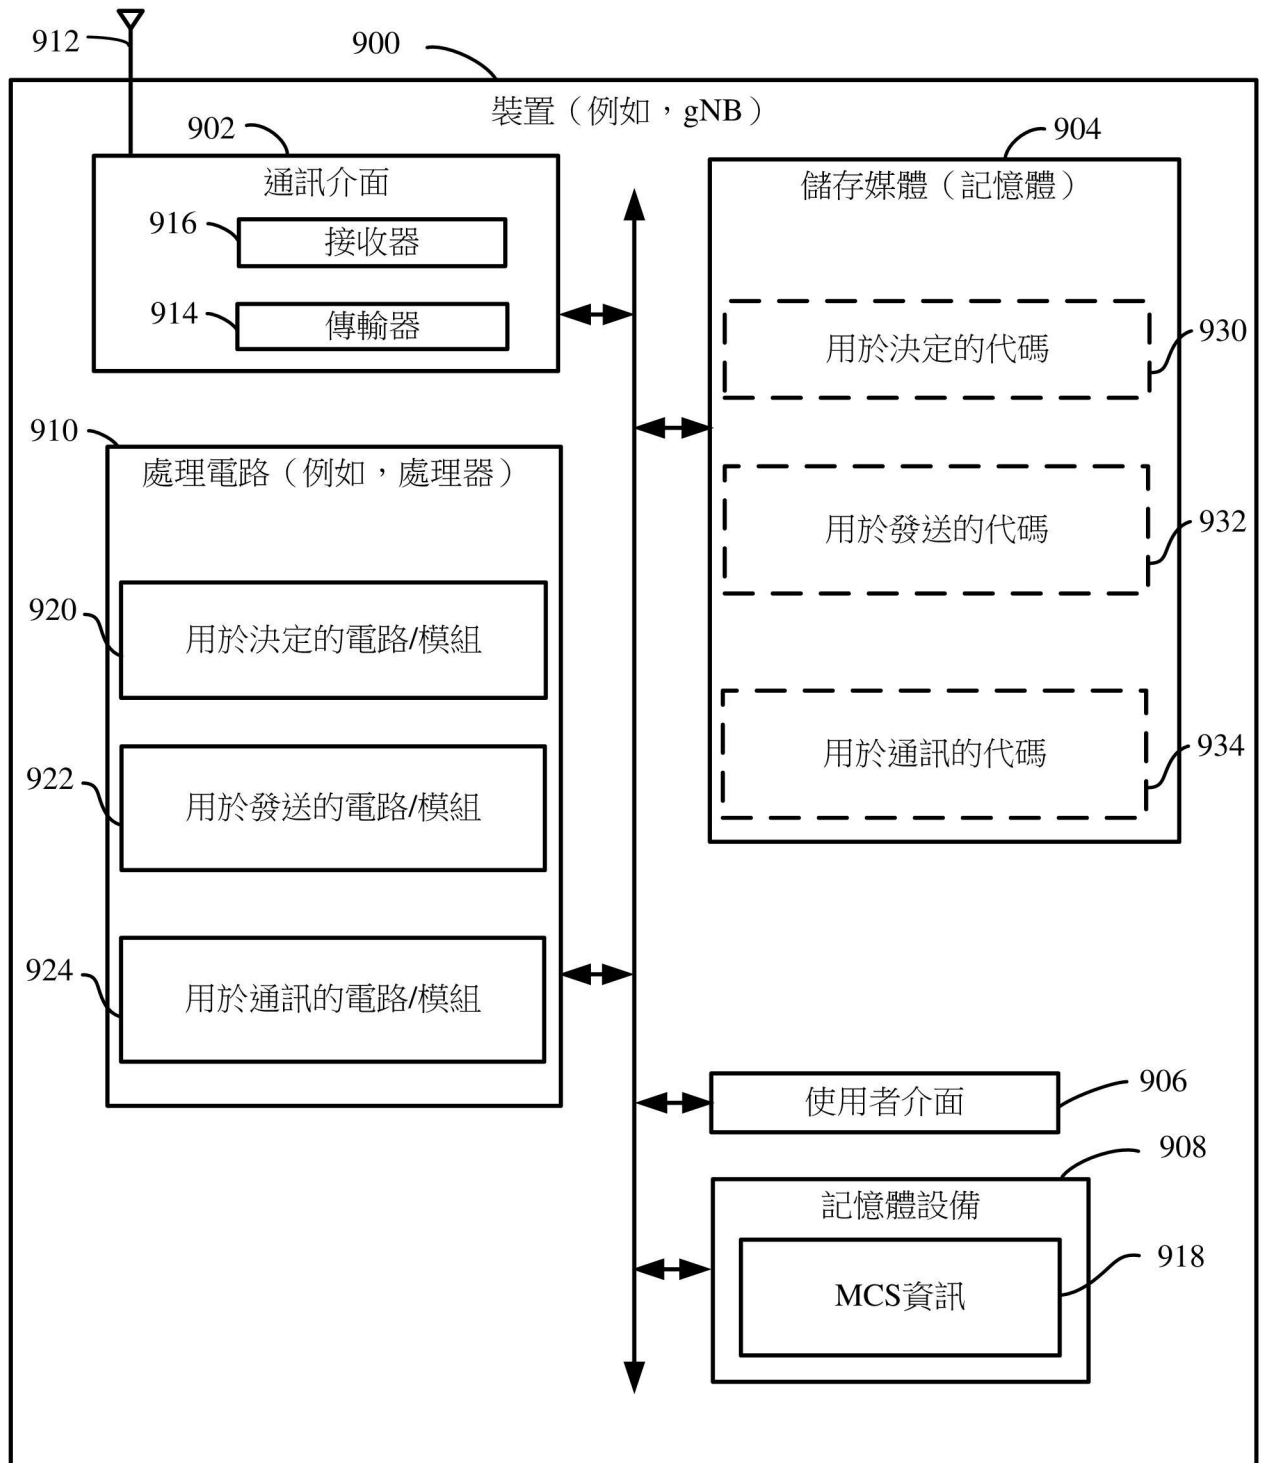 912
900
裝置（例如，gNB）
902
通訊介面
916
接收器
914
傳輸器
904
儲存媒體（記憶體）
用於決定的代碼
930
用於發送的代碼
932
用於通訊的代碼
934
910
處理電路（例如，處理器）
920
用於決定的電路/模組
922
用於發送的電路/模組
924
用於通訊的電路/模組
使用者介面
906
908
記憶體設備
918
MCS資訊